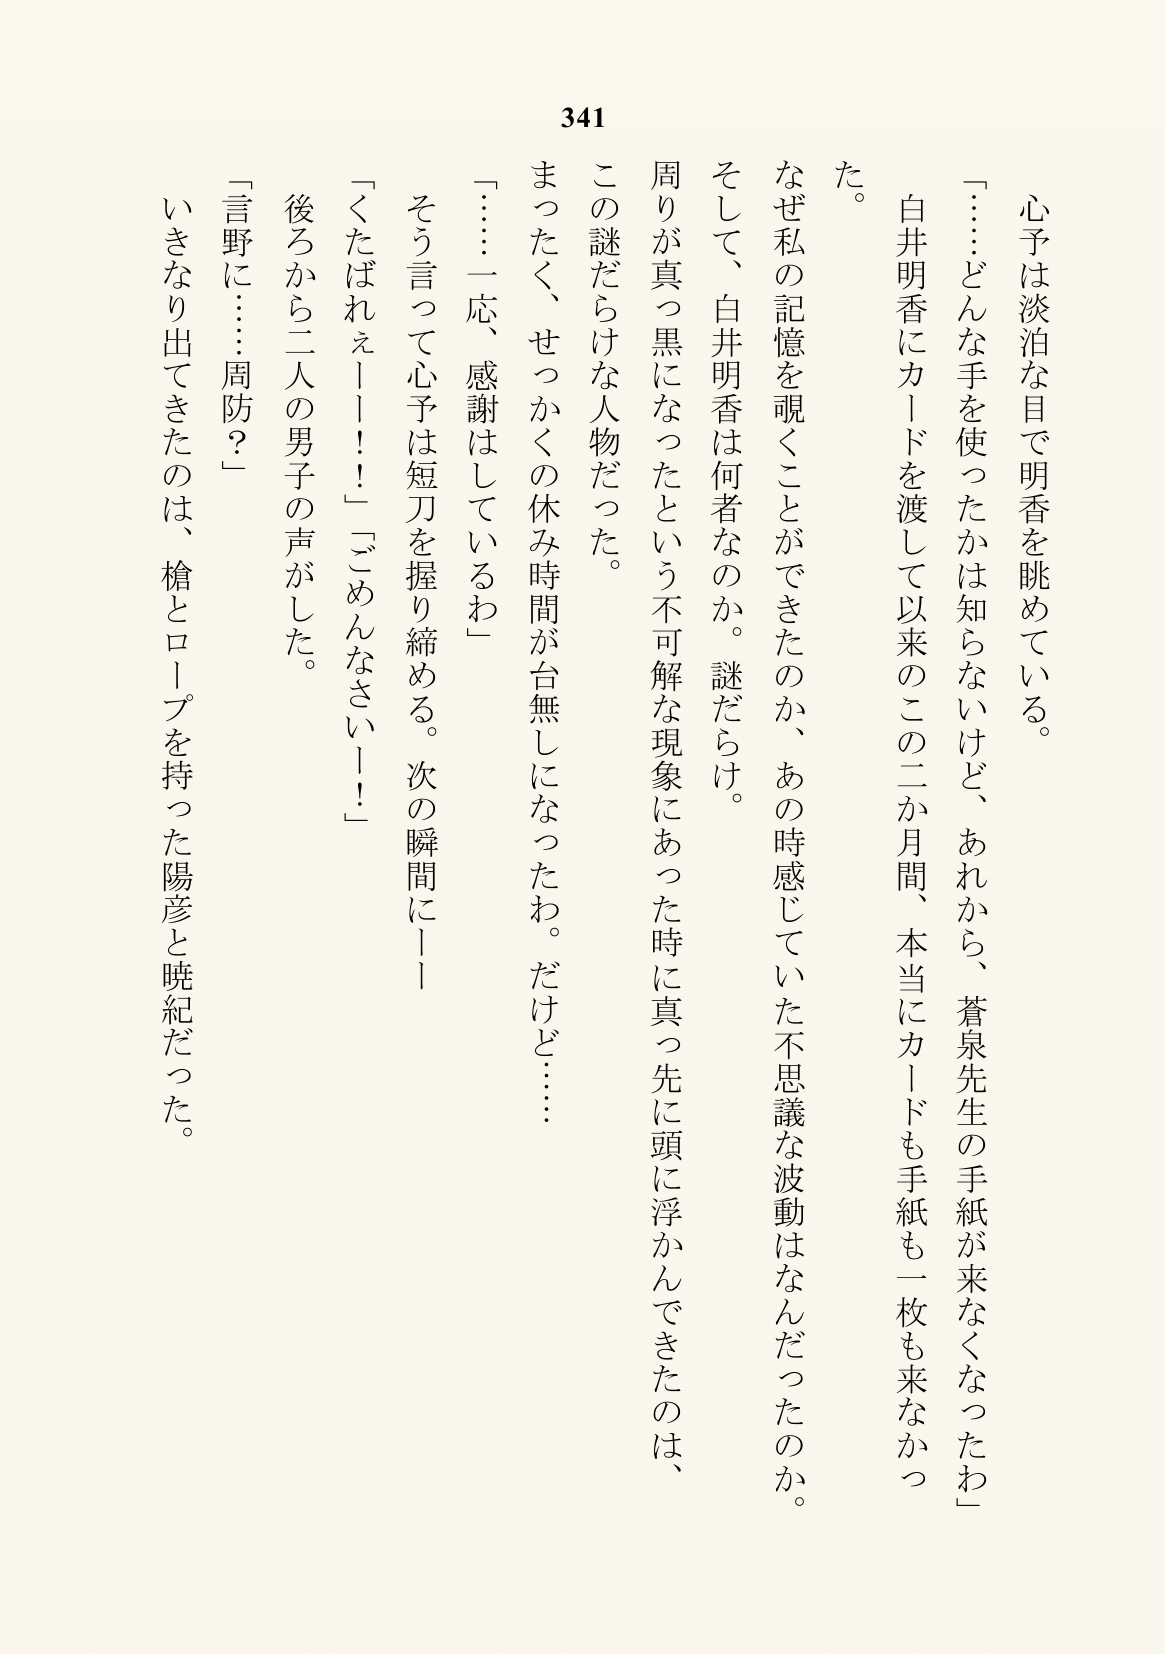 341
　心予は淡泊な目で明香を眺めている。
「……どんな手を使ったかは知らないけど、あれから、蒼泉先生の手紙が来なくなったわ」
　白井明香にカードを渡して以来のこの二か月間、本当にカードも手紙も一枚も来なかっ
た。
なぜ私の記憶を覗くことができたのか、あの時感じていた不思議な波動はなんだったのか。
そして、白井明香は何者なのか。謎だらけ。
周りが真っ黒になったという不可解な現象にあった時に真っ先に頭に浮かんできたのは、
この謎だらけな人物だった。
まったく、せっかくの休み時間が台無しになったわ。だけど……
「……一応、感謝はしているわ」
　そう言って心予は短刀を握り締める。次の瞬間にーー
「くたばれぇーー！！」「ごめんなさいー！」
　後ろから二人の男子の声がした。
「言野に……周防？」
　いきなり出てきたのは、槍とロープを持った陽彦と暁紀だった。